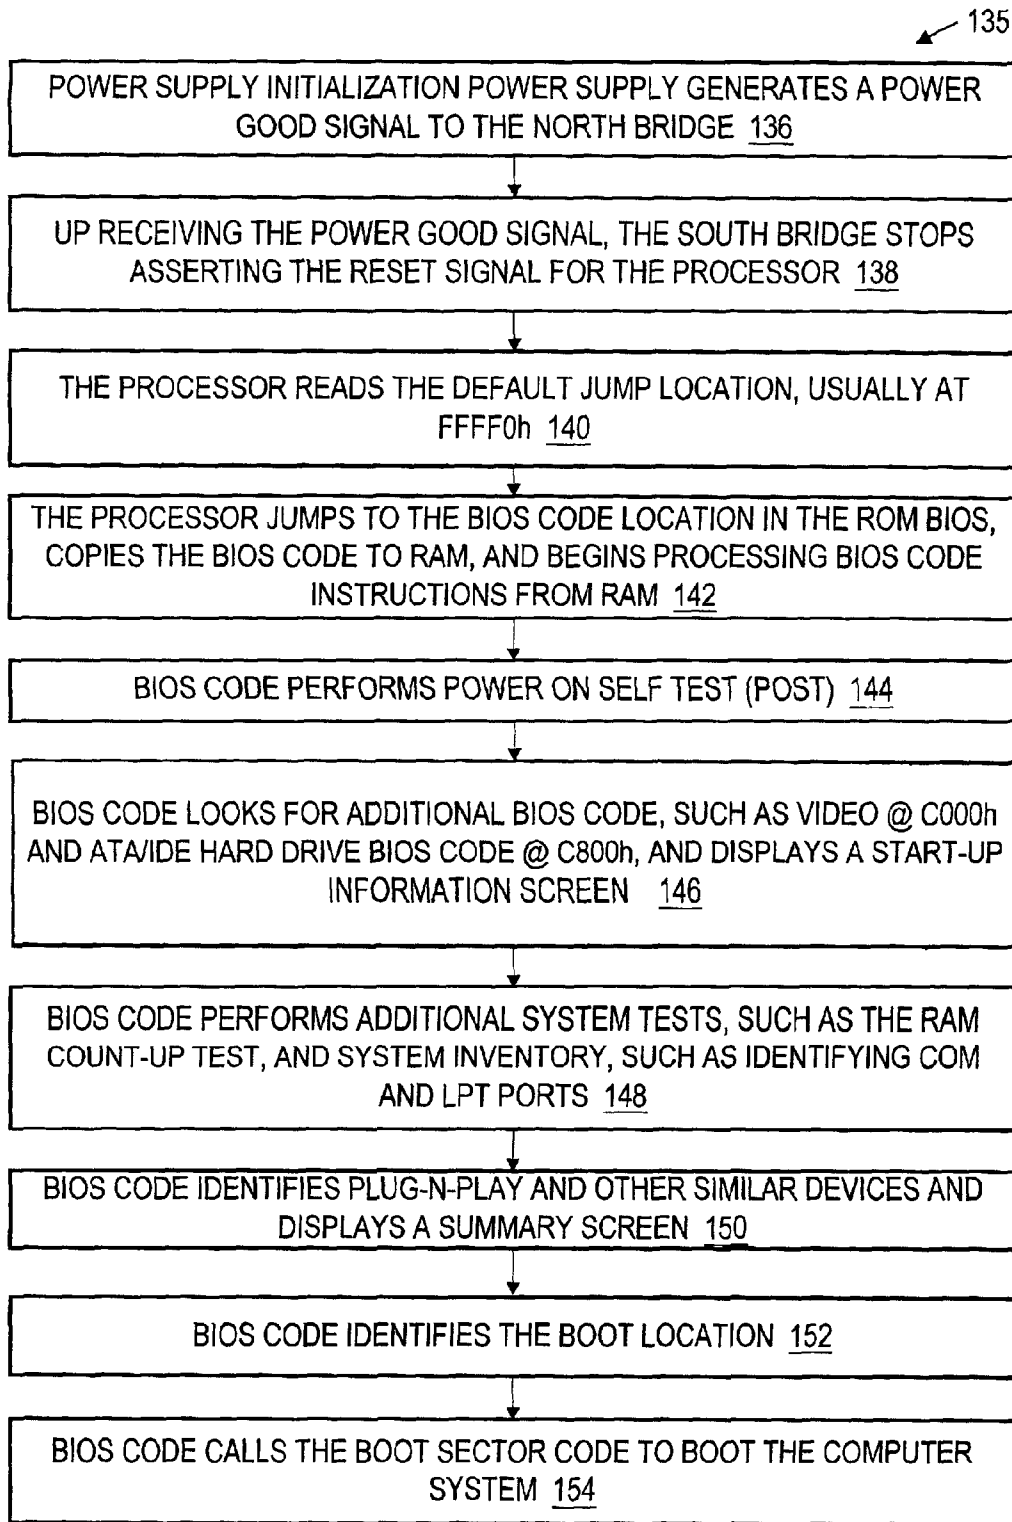 135
POWER SUPPLY INITIALIZATION POWER SUPPLY GENERATES A POWER
GOOD SIGNAL TO THE NORTH BRIDGE 136
UP RECEIVING THE POWER GOOD SIGNAL, THE SOUTH BRIDGE STOPS
ASSERTING THE RESET SIGNAL FOR THE PROCESSOR 138
THE PROCESSOR READS THE DEFAULT JUMP LOCATION, USUALLY AT
FFFF0h 140
THE PROCESSOR JUMPS TO THE BIOS CODE LOCATION IN THE ROM BIOS,
COPIES THE BIOS CODE TO RAM, AND BEGINS PROCESSING BIOS CODE
INSTRUCTIONS FROM RAM 142
BIOS CODE PERFORMS POWER ON SELF TEST (POST) 144
BIOS CODE LOOKS FOR ADDITIONAL BIOS CODE, SUCH AS VIDEO @ C000h
AND ATA/IDE HARD DRIVE BIOS CODE @ C800h, AND DISPLAYS A START-UP
INFORMATION SCREEN 146
BIOS CODE PERFORMS ADDITIONAL SYSTEM TESTS, SUCH AS THE RAM
COUNT-UP TEST, AND SYSTEM INVENTORY, SUCH AS IDENTIFYING COM
AND LPT PORTS 148
BIOS CODE IDENTIFIES PLUG-N-PLAY AND OTHER SIMILAR DEVICES AND
DISPLAYS A SUMMARY SCREEN 150
BIOS CODE IDENTIFIES THE BOOT LOCATION 152
BIOS CODE CALLS THE BOOT SECTOR CODE TO BOOT THE COMPUTER
SYSTEM 154